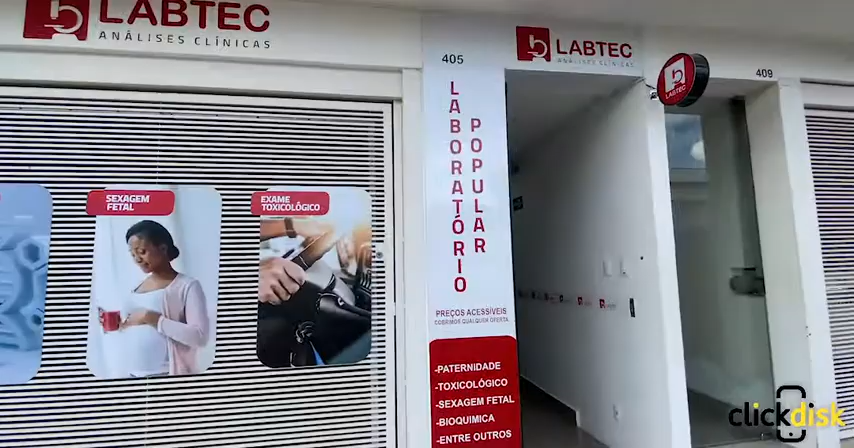 LABTEC
ANÁLISES CLÍNICAS
SEXAGEM
FETAL
EXAME
TOXICOLÓGICO
405
LABORATÓRIO
POPULAR
PREÇOS ACESSÍVEIS
COBRIMOS QUALQUER OFERTA
-PATERNIDADE
-TOXICOLÓGICO
-SEXAGEM FETAL
-BIOQUIMICA
-ENTRE OUTROS
LABTEC
ANÁLISES CLÍNICAS
LABTEC
409
clickdisk